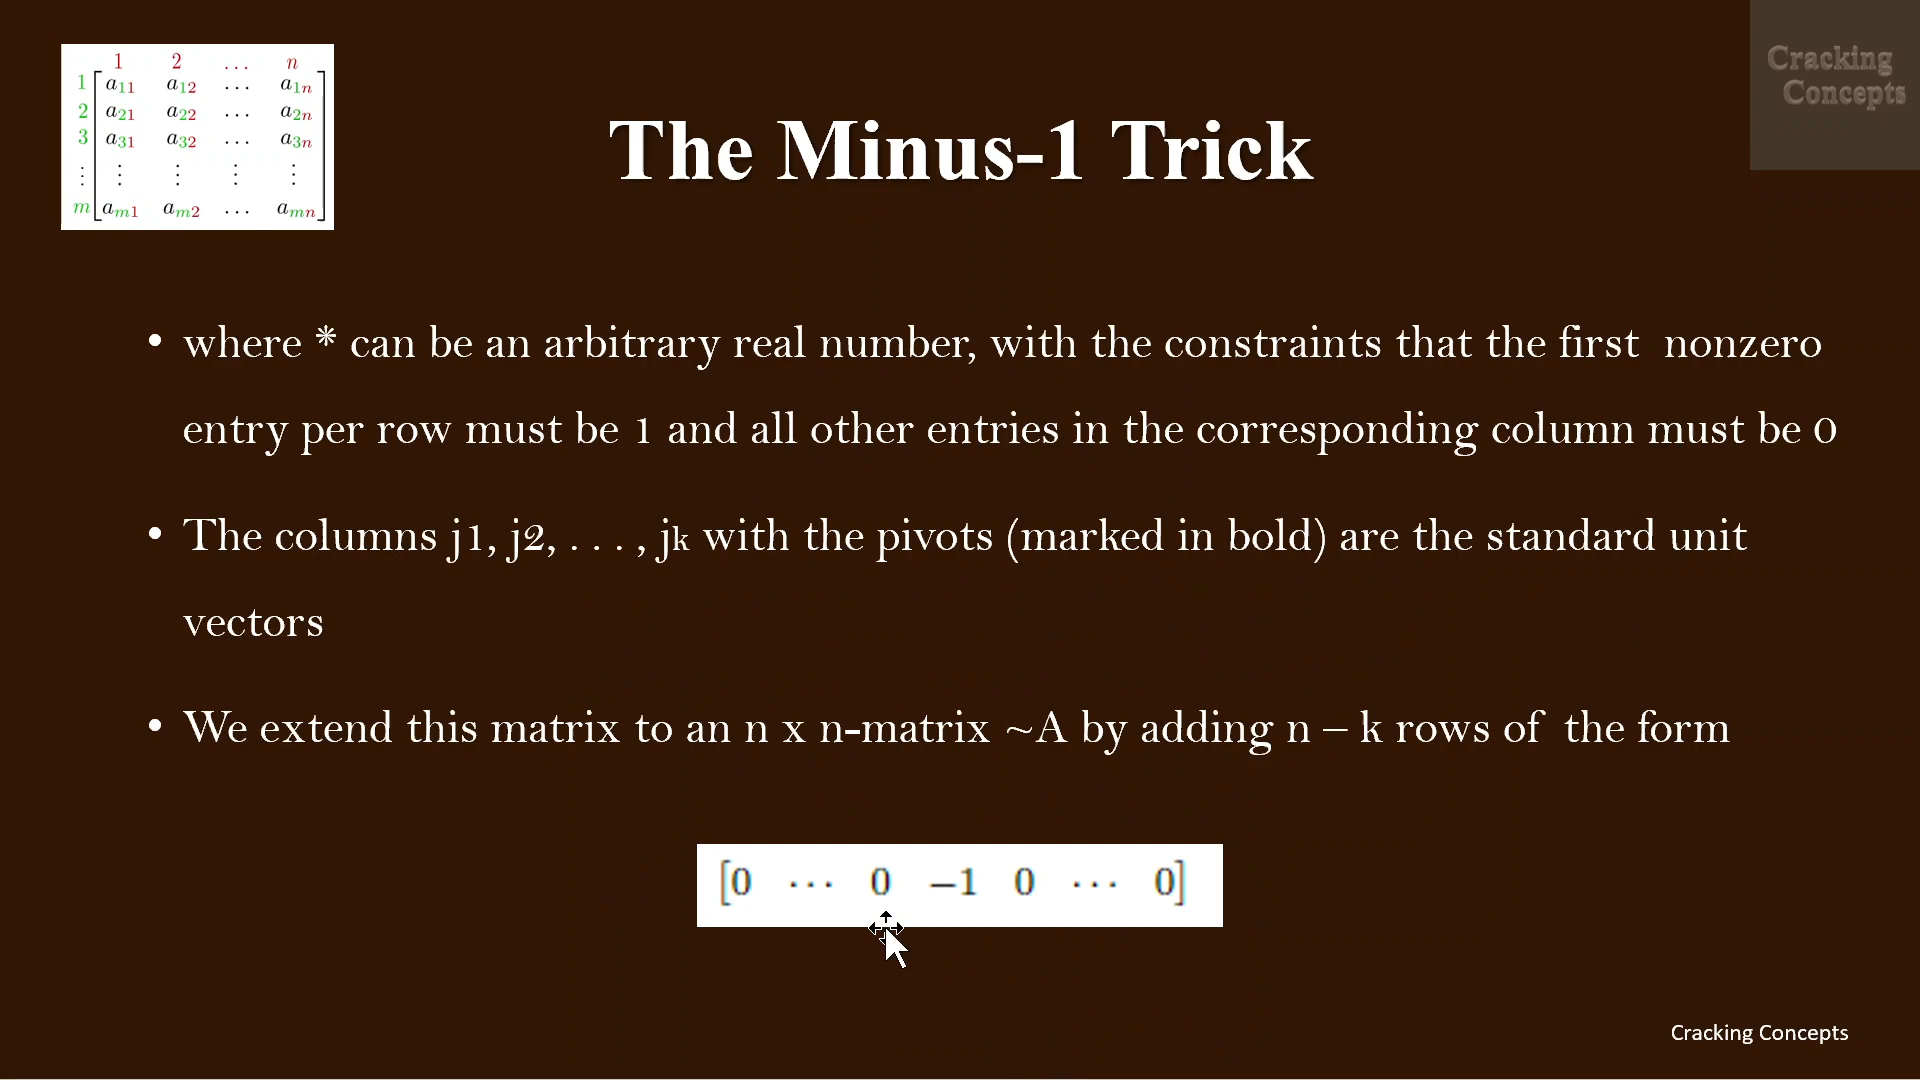 1 2 ... n
1 a11 a12 ... a1n
2 a21 a22 ... a2n
3 a31 a32 ... a3n
⋮ ⋮ ⋮ ⋮ ⋮
m am1 am2 ... amn
Cracking
Concepts
The Minus-1 Trick
• where * can be an arbitrary real number, with the constraints that the first nonzero
entry per row must be 1 and all other entries in the corresponding column must be 0
• The columns j1, j2, . . . , jk with the pivots (marked in bold) are the standard unit
vectors
• We extend this matrix to an n x n-matrix ~A by adding n – k rows of the form
[0 ··· 0 −1 0 ··· 0]
Cracking Concepts